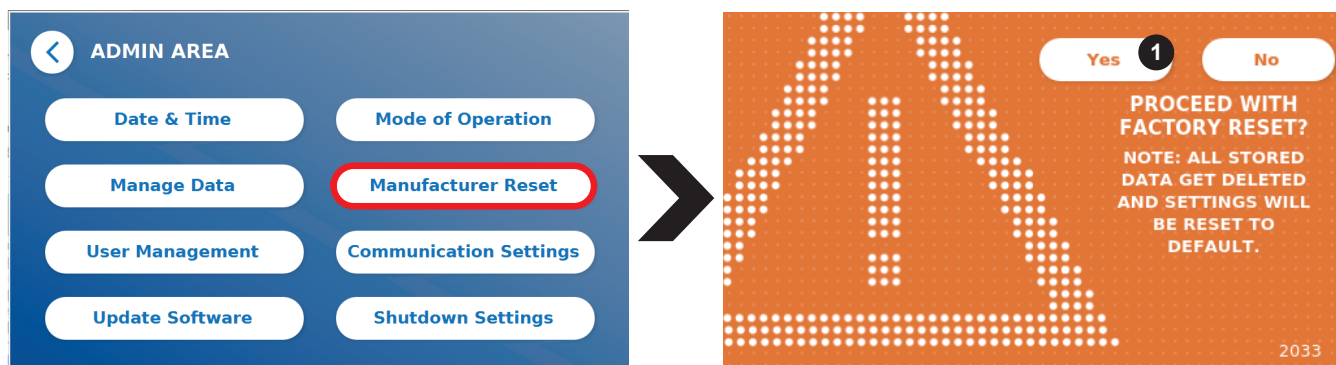 ADMIN AREA
Date & Time
Mode of Operation
Manage Data
Manufacturer Reset
User Management
Communication Settings
Update Software
Shutdown Settings
Yes
1
No
PROCEED WITH
FACTORY RESET?
NOTE: ALL STORED
DATA GET DELETED
AND SETTINGS WILL
BE RESET TO
DEFAULT.
2033